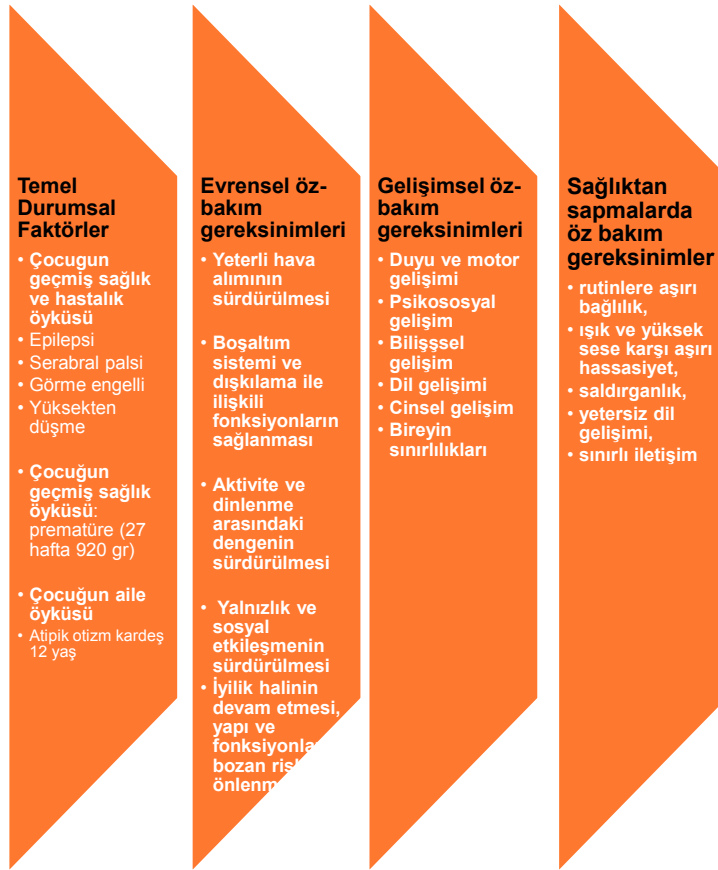 Temel
Durumsal
Faktörler
• Çocugun
geçmiş sağlık
ve hastalık
öyküsü
• Epilepsi
• Serabral palsi
• Görme engelli
• Yüksekten
düşme
• Çocuğun
geçmiş sağlık
öyküsü:
prematüre (27
hafta 920 gr)
• Çocuğun aile
öyküsü
• Atipik otizm kardeş
12 yaş
Evrensel öz-
bakım
gereksinimleri
• Yeterli hava
alımının
sürdürülmesi
• Boşaltım
sistemi ve
dışkılama ile
ilişkili
fonksiyonların
sağlanması
• Aktivite ve
dinlenme
arasındaki
dengenin
sürdürülmesi
• Yalnızlık ve
sosyal
etkileşmenin
sürdürülmesi
• İyilik halinin
devam etmesi,
yapı ve
bozan
Gelişimsel öz-
bakım
gereksinimleri
• Duyu ve motor
gelişimi
• Psikososyal
gelişim
• Bilişşsel
gelişim
• Dil gelişimi
• Cinsel gelişim
• Bireyin
sınırlılıkları
Sağlıktan
sapmalarda
öz bakım
gereksinimler
• rutinlere aşırı
bağlılık,
• ışık ve yüksek
sese karşı aşırı
hassasiyet,
• saldırganlık,
• yetersiz dil
gelişimi,
• sınırlı iletişim